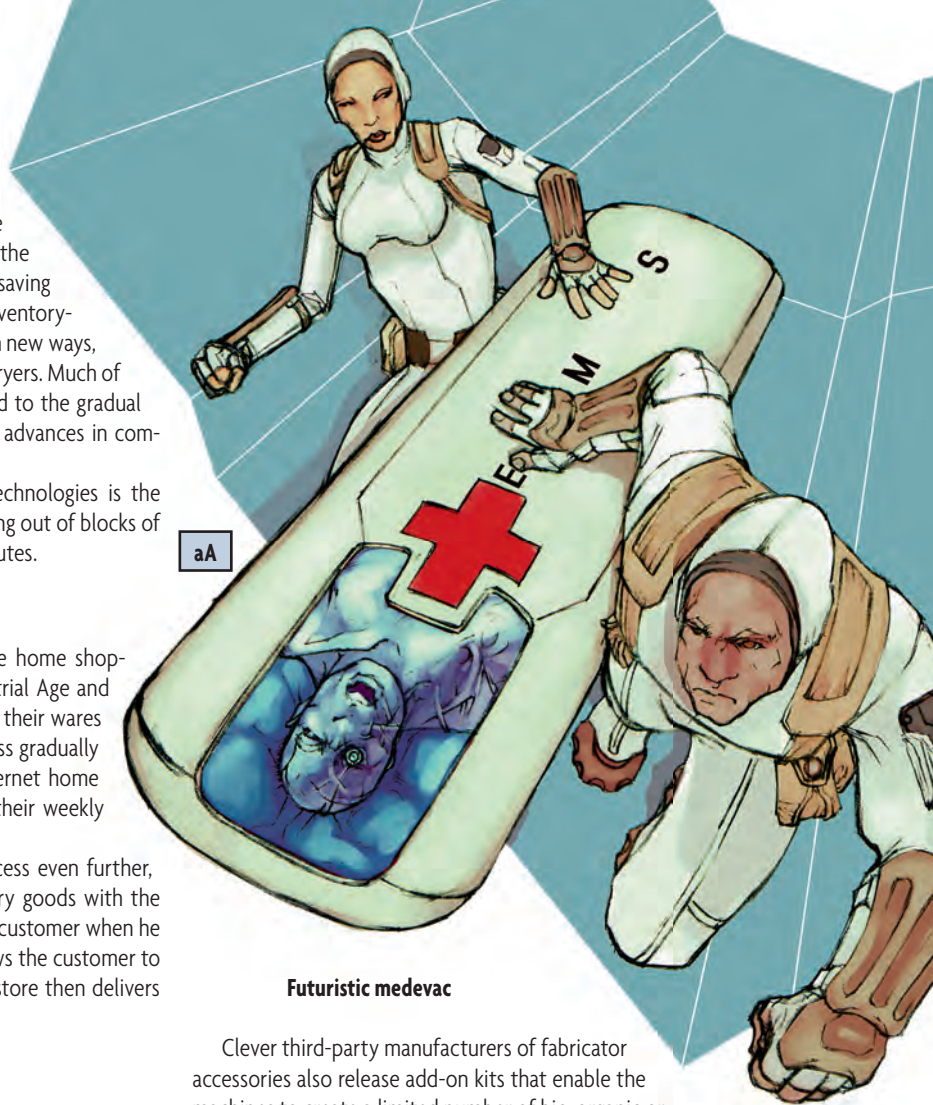 the
saving
ventory-
new ways,
ryers. Much of
d to the gradual
advances in com-
echnologies is the
ng out of blocks of
utes.
e home shop-
trial Age and
their wares
ss gradually
ernet home
their weekly
cess even further,
ry goods with the
customer when he
ws the customer to
store then delivers
aA
E M S
Futuristic medevac
Clever third-party manufacturers of fabricator
accessories also release add-on kits that enable the